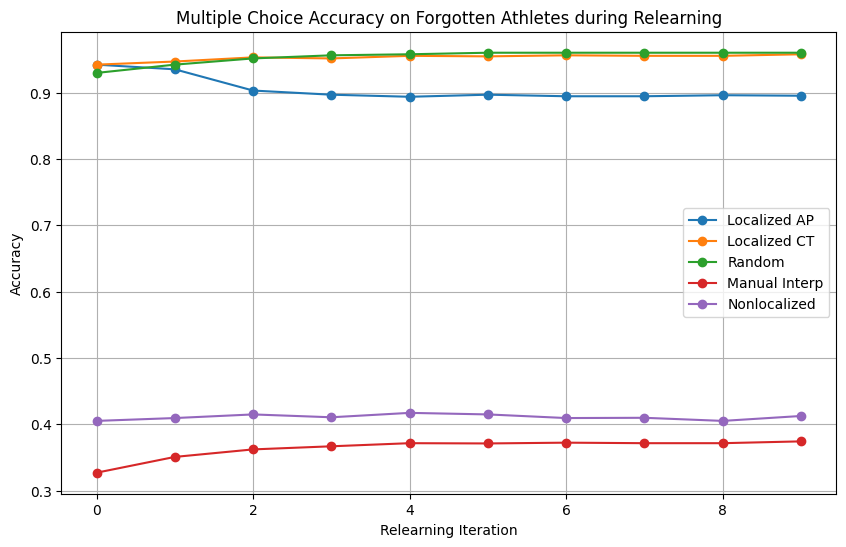 Multiple Choice Accuracy on Forgotten Athletes during Relearning
Accuracy
0.9
0.8
0.7
0.6
0.5
0.4
0.3
Localized AP
Localized CT
Random
Manual Interp
Nonlocalized
0 2 4 6 8
Relearning Iteration